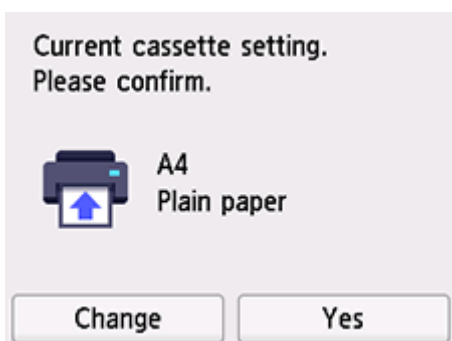 Current cassette setting.
Please confirm.
A4
Plain paper
Change
Yes